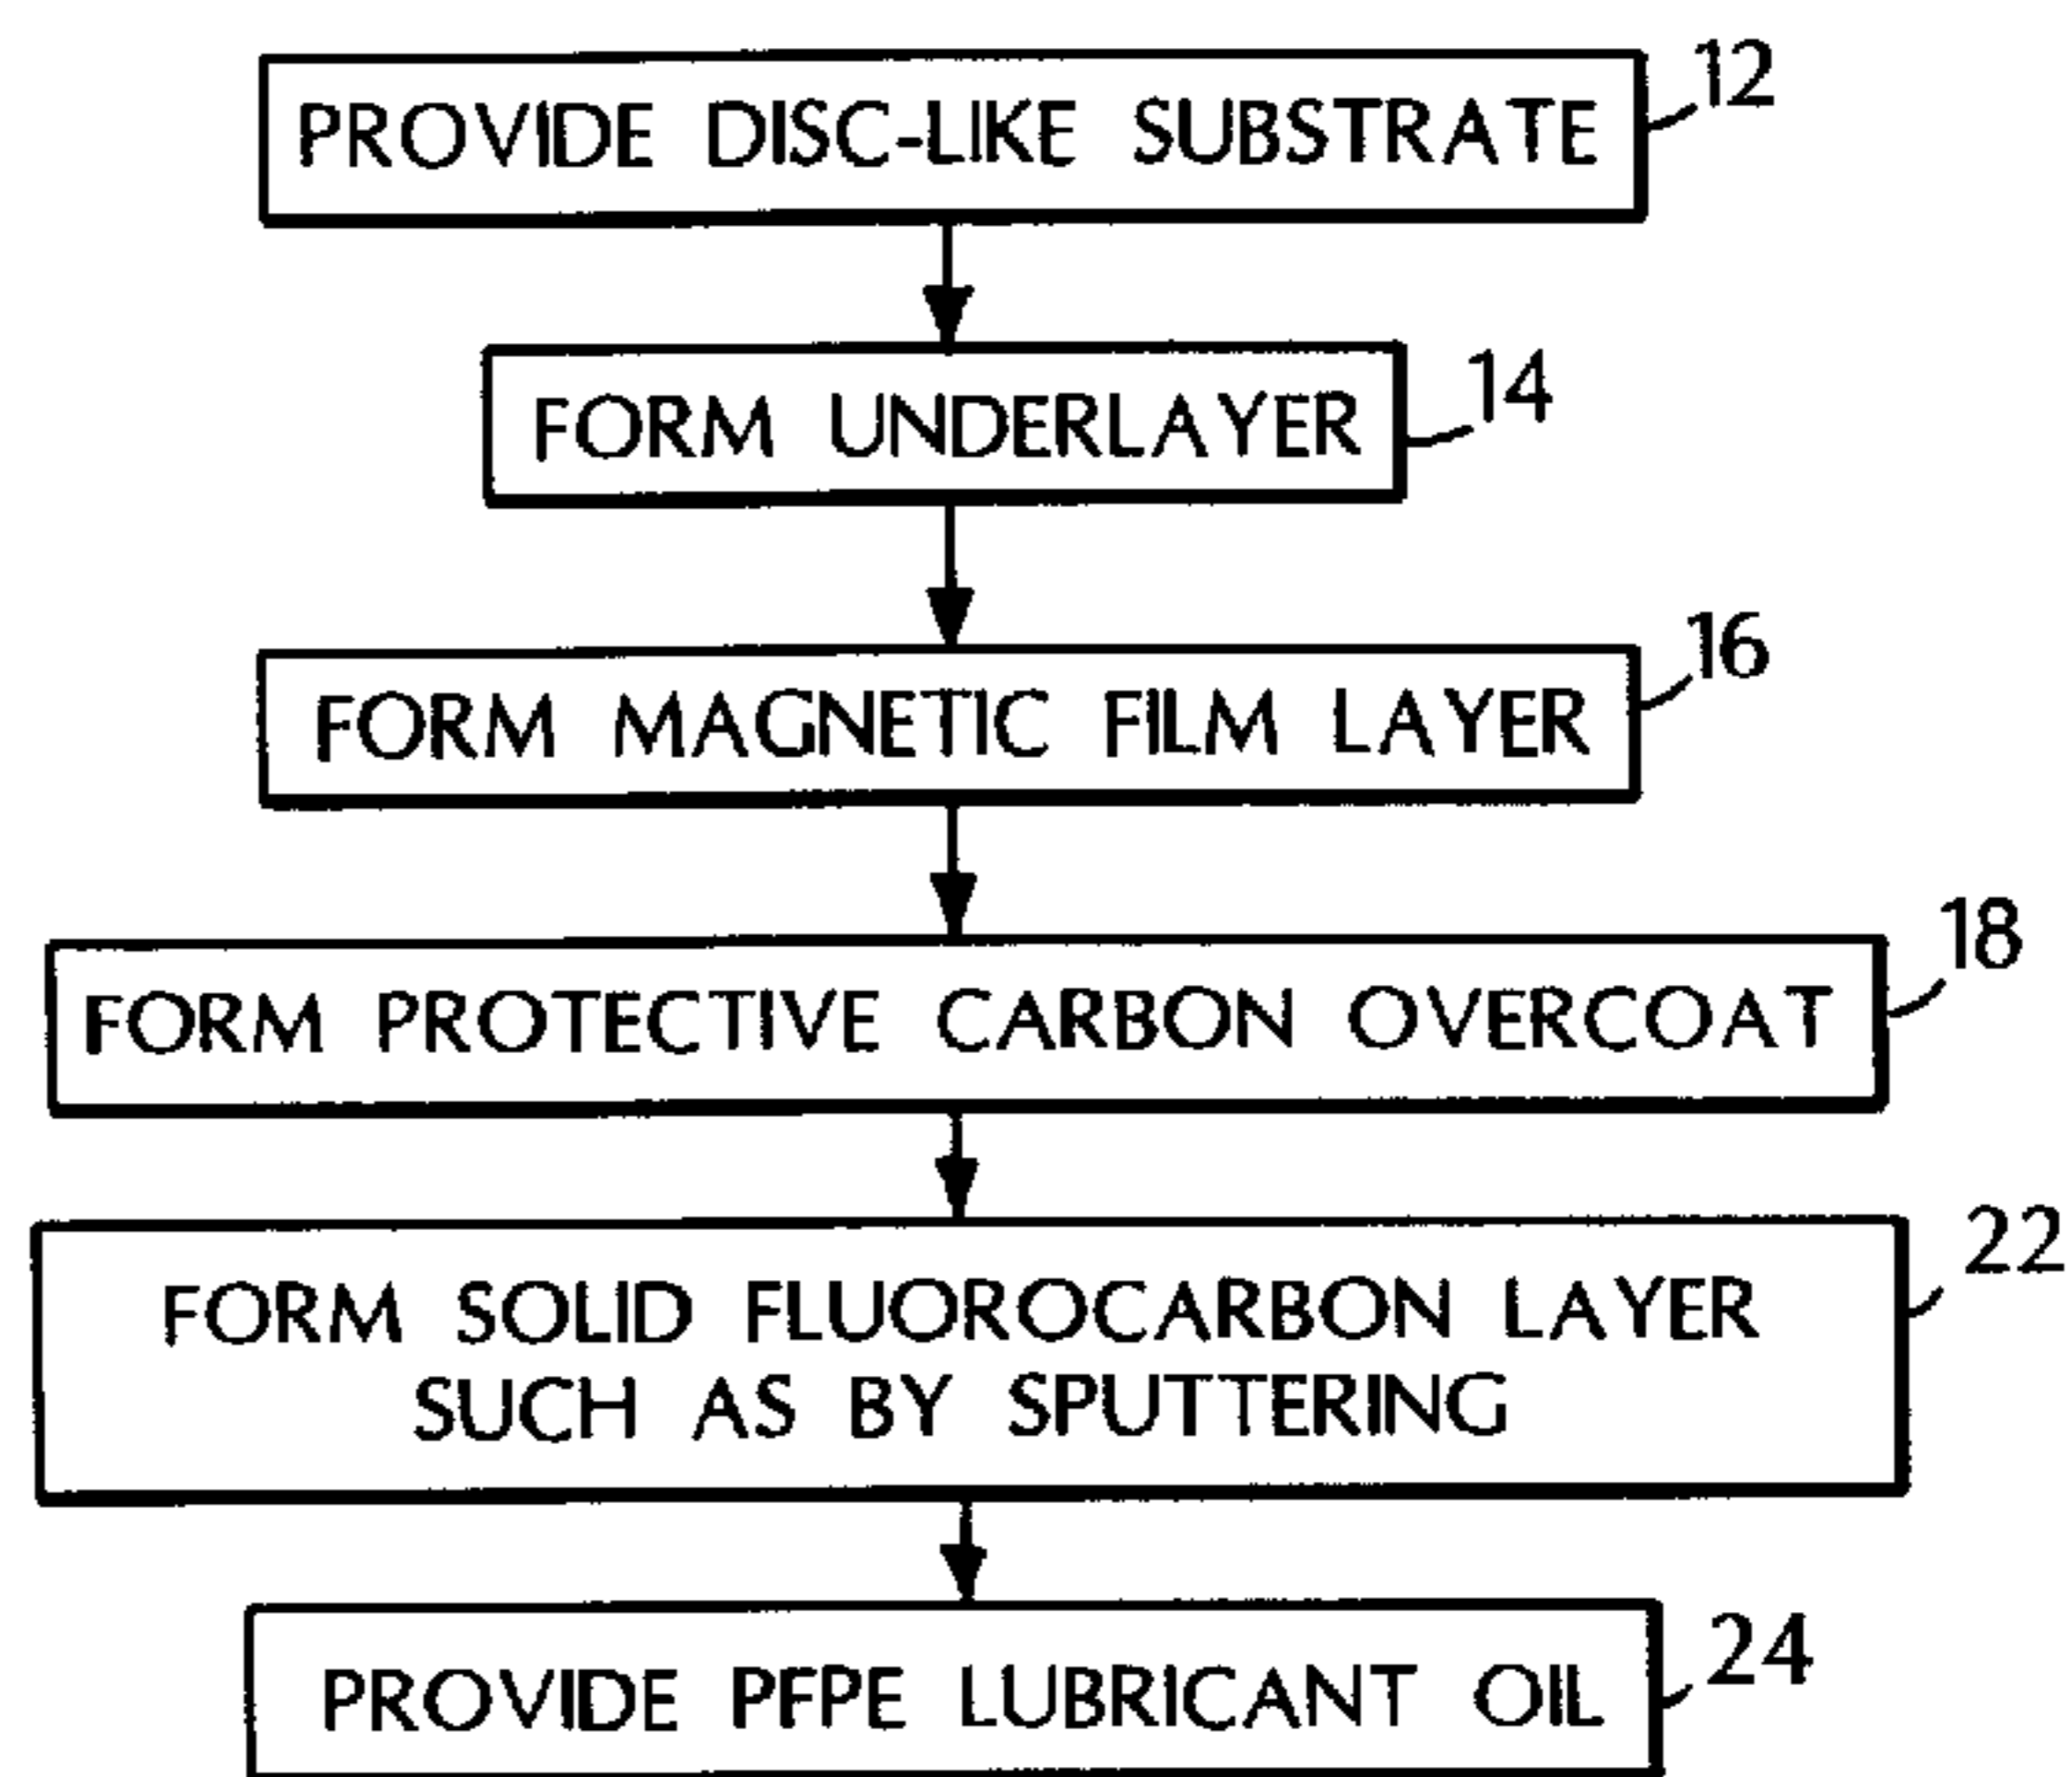 PROVIDE DISC-LIKE SUBSTRATE 12
FORM UNDERLAYER 14
FORM MAGNETIC FILM LAYER 16
FORM PROTECTIVE CARBON OVERCOAT 18
FORM SOLID FLUOROCARBON LAYER 22
SUCH AS BY SPUTTERING
PROVIDE PFPE LUBRICANT OIL 24